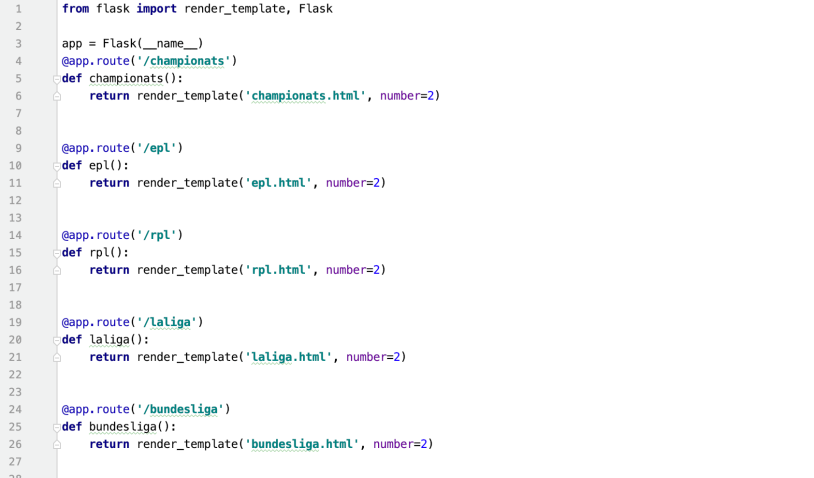 1 from flask import render_template, Flask
2
3 app = Flask(__name__)
4 @app.route('/championats')
5 def championats():
6     return render_template('championats.html', number=2)
7
8
9 @app.route('/epl')
10 def epl():
11     return render_template('epl.html', number=2)
12
13
14 @app.route('/rpl')
15 def rpl():
16     return render_template('rpl.html', number=2)
17
18
19 @app.route('/laliga')
20 def laliga():
21     return render_template('laliga.html', number=2)
22
23
24 @app.route('/bundesliga')
25 def bundesliga():
26     return render_template('bundesliga.html', number=2)
27